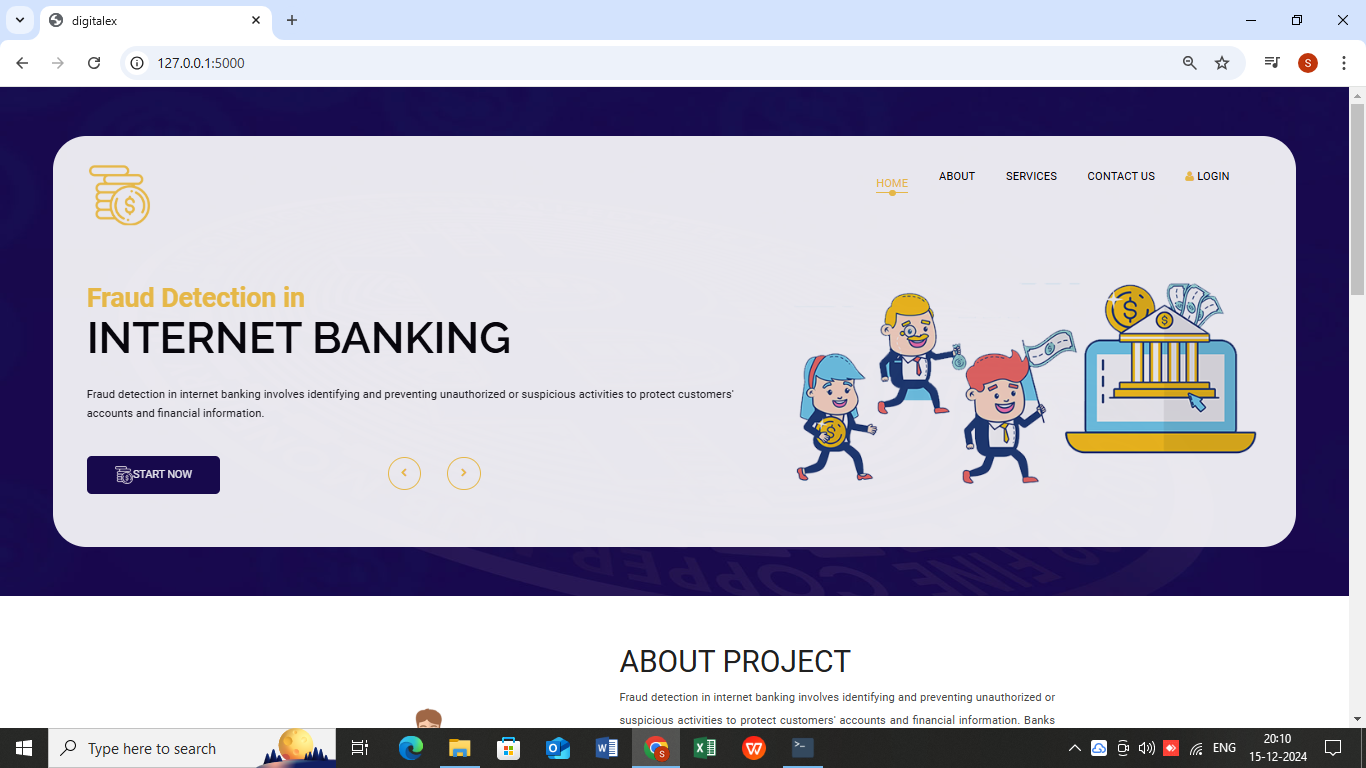 digitalex
127.0.0.1:5000
S
HOME
ABOUT
SERVICES
CONTACT US
LOGIN
Fraud Detection in
INTERNET BANKING
Fraud detection in internet banking involves identifying and preventing unauthorized or suspicious activities to protect customers'
accounts and financial information.
START NOW
FINE COPPER
ABOUT PROJECT
Fraud detection in internet banking involves identifying and preventing unauthorized or
suspicious activities to protect customers' accounts and financial information. Banks
Type here to search
ENG
20:10
15-12-2024